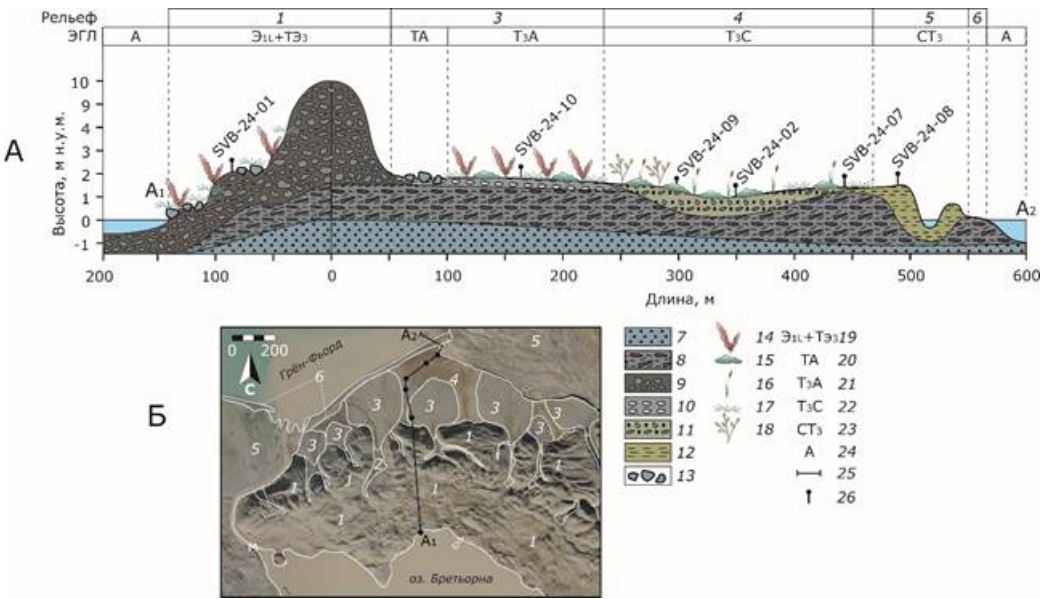 Рельеф 1 3 4 5 6
ЭГЛ А Э1L+ТЭ3 ТА Т3А Т3С СТ3 А
А
Высота, м н.у.м.
10
9
4
3
2
1
0
-1
A1
SVB-24-01
SVB-24-10
SVB-24-09
SVB-24-02
SVB-24-07
SVB-24-08
A2
200 100 0 100 200 300 400 500 600
Длина, м
Б
0 200
С
Грён-Фьорд
A2
5
6
4
3 3 3
5
3 3 1 3
2
1 1 1
1 1 1
A1
оз. Бретьорна
7 14 Э1L+ТЭ3 19
8 15 ТА 20
9 16 Т3А 21
10 17 Т3С 22
11 18 СТ3 23
12 А 24
13 25
26